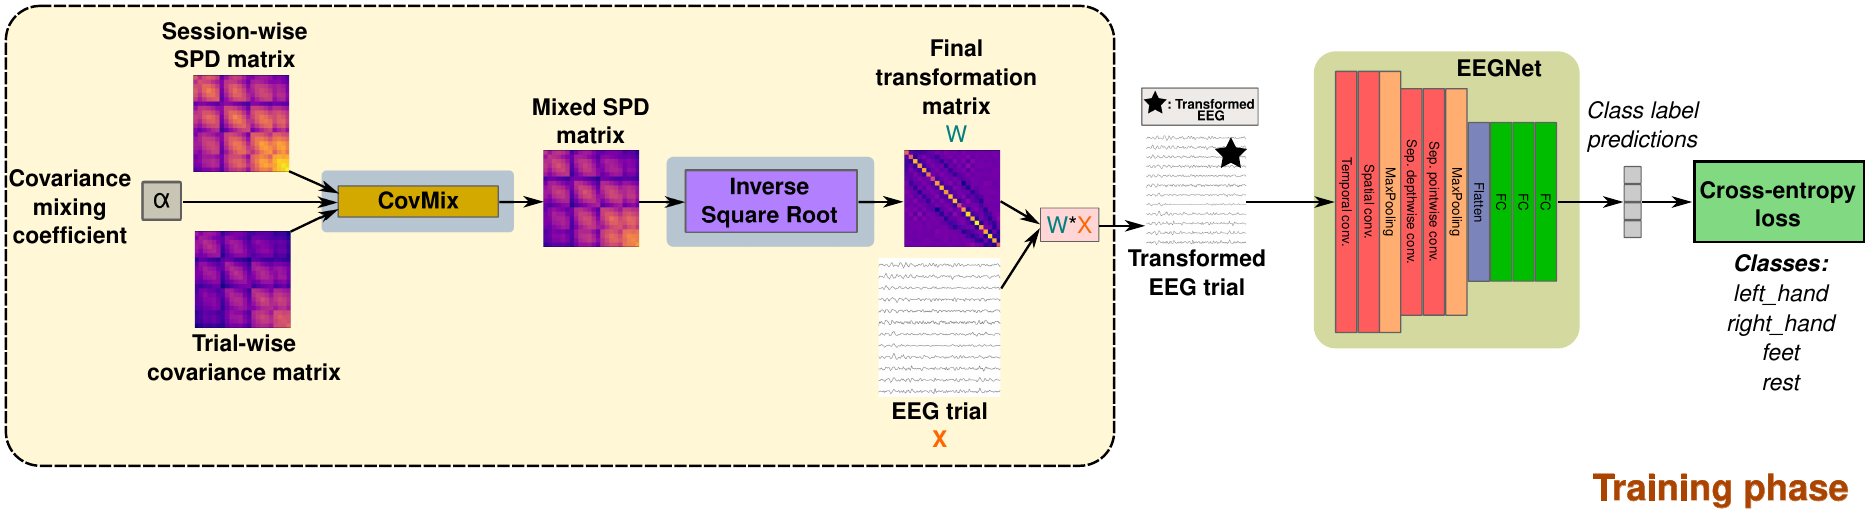 Session-wise
SPD matrix
Covariance
mixing
coefficient
α
CovMix
Trial-wise
covariance matrix
Mixed SPD
matrix
Inverse
Square Root
Final
transformation
matrix
W
EEG trial
X
W*X
★: Transformed
EEG
Transformed
EEG trial
EEGNet
Temporal conv.
Spatial conv.
MaxPooling
Sep. depthwise conv.
Sep. pointwise conv.
MaxPooling
Flatten
FC
FC
FC
Class label
predictions
Cross-entropy
loss
Classes:
left_hand
right_hand
feet
rest
Training phase